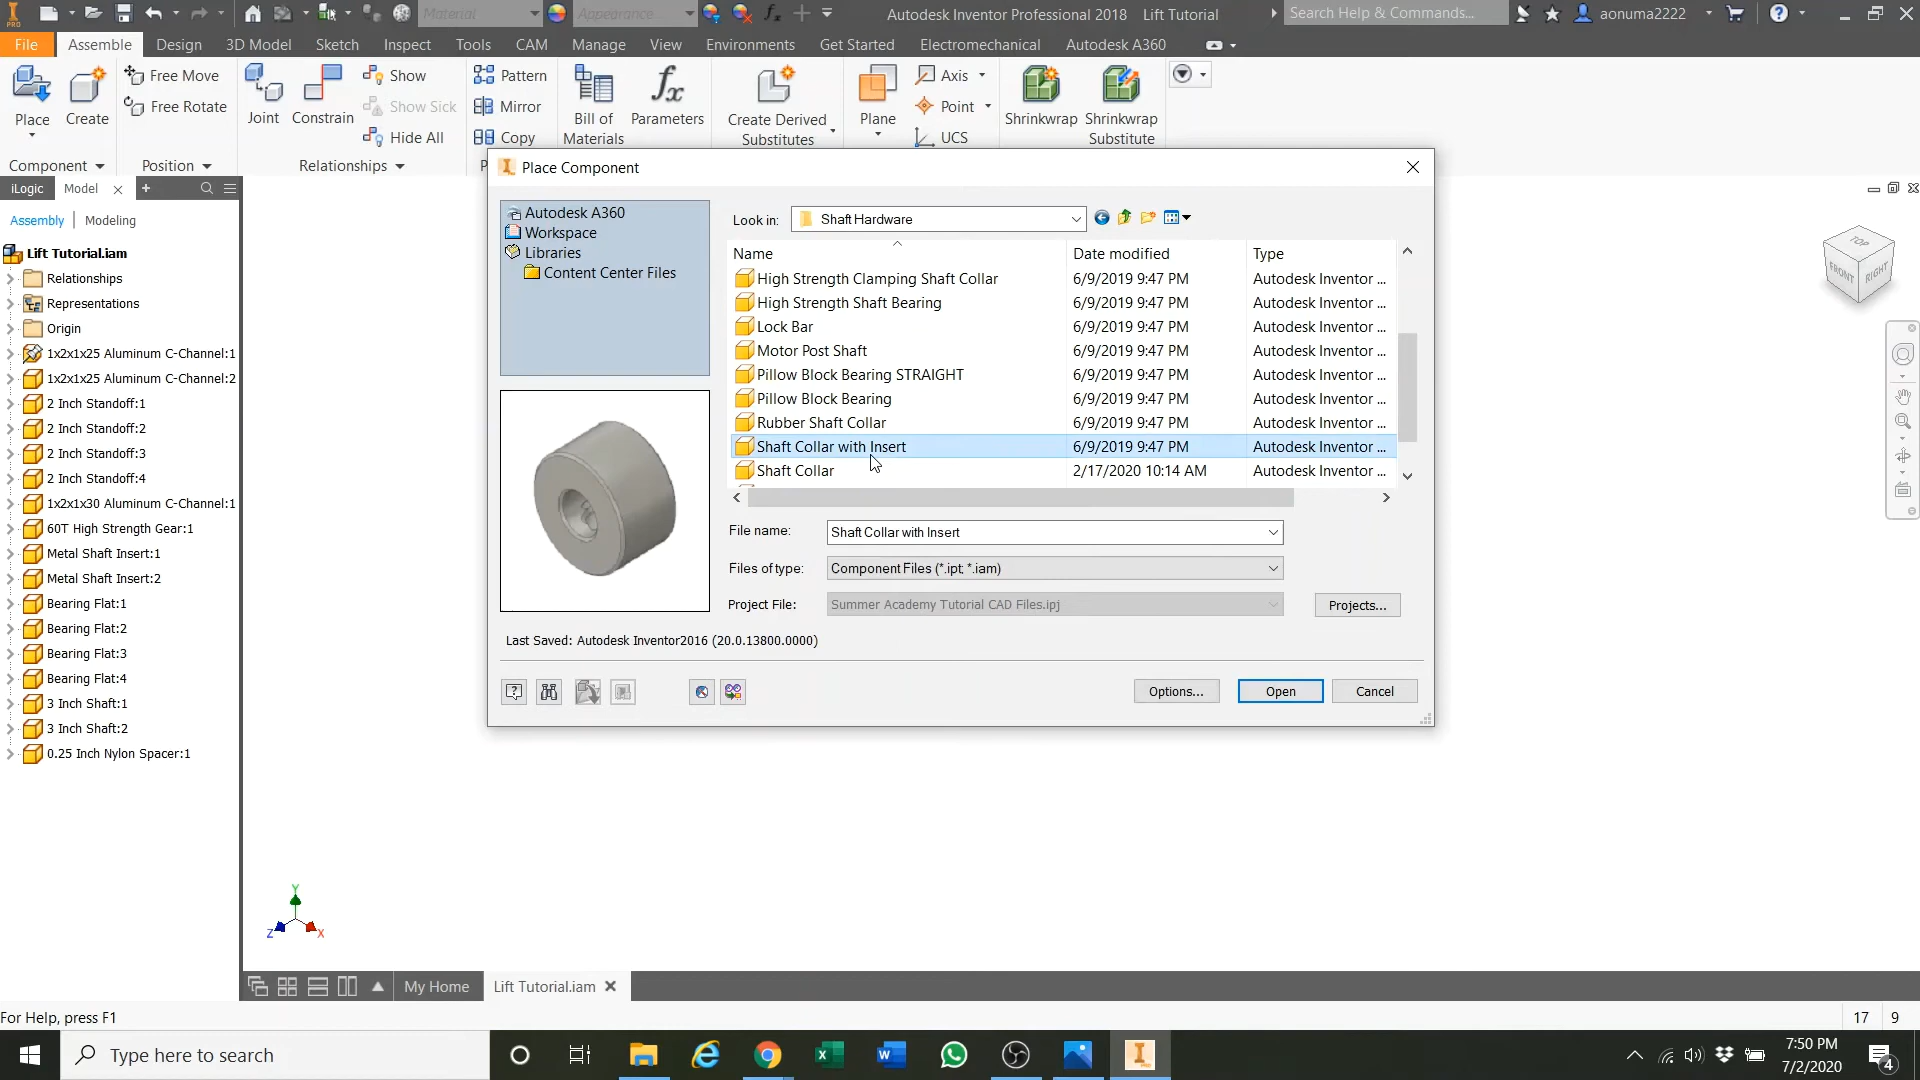 PRO
Material
Appearance
Autodesk Inventor Professional 2018 Lift Tutorial
Search Help & Commands...
aonuma2222
File
Assemble
Design
3D Model
Sketch
Inspect
Tools
CAM
Manage
View
Environments
Get Started
Electromechanical
Autodesk A360
Place
Create
Free Move
Free Rotate
Joint
Constrain
Show
Show Sick
Hide All
Pattern
Mirror
Copy
Bill of
Materials
Parameters
Create Derived
Substitutes
Plane
Axis
Point
UCS
Shrinkwrap
Shrinkwrap
Substitute
Component
Position
Relationships
P
iLogic
Model
Assembly
Modeling
Lift Tutorial.iam
Relationships
Representations
Origin
1x2x1x25 Aluminum C-Channel:1
1x2x1x25 Aluminum C-Channel:2
2 Inch Standoff:1
2 Inch Standoff:2
2 Inch Standoff:3
2 Inch Standoff:4
1x2x1x30 Aluminum C-Channel:1
60T High Strength Gear:1
Metal Shaft Insert:1
Metal Shaft Insert:2
Bearing Flat:1
Bearing Flat:2
Bearing Flat:3
Bearing Flat:4
3 Inch Shaft:1
3 Inch Shaft:2
0.25 Inch Nylon Spacer:1
Place Component
Autodesk A360
Workspace
Libraries
Content Center Files
Look in:
Shaft Hardware
Name
Date modified
Type
High Strength Clamping Shaft Collar 6/9/2019 9:47 PM Autodesk Inventor ...
High Strength Shaft Bearing 6/9/2019 9:47 PM Autodesk Inventor ...
Lock Bar 6/9/2019 9:47 PM Autodesk Inventor ...
Motor Post Shaft 6/9/2019 9:47 PM Autodesk Inventor ...
Pillow Block Bearing STRAIGHT 6/9/2019 9:47 PM Autodesk Inventor ...
Pillow Block Bearing 6/9/2019 9:47 PM Autodesk Inventor ...
Rubber Shaft Collar 6/9/2019 9:47 PM Autodesk Inventor ...
Shaft Collar with Insert 6/9/2019 9:47 PM Autodesk Inventor ...
Shaft Collar 2/17/2020 10:14 AM Autodesk Inventor ...
File name:
Shaft Collar with Insert
Files of type:
Component Files (*.ipt; *.iam)
Project File:
Summer Academy Tutorial CAD Files.ipj
Projects...
Last Saved: Autodesk Inventor2016 (20.0.13800.0000)
Options...
Open
Cancel
TOP
FRONT
RIGHT
Y
Z
X
My Home
Lift Tutorial.iam
For Help, press F1
17 9
Type here to search
7:50 PM
7/2/2020
4